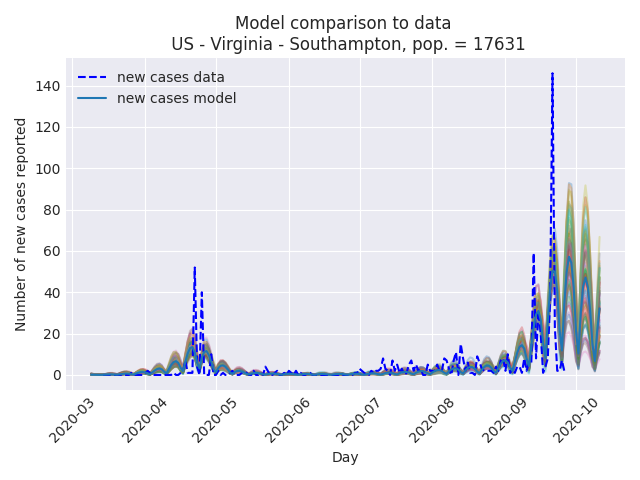 Model comparison to data
US - Virginia - Southampton, pop. = 17631
new cases data
new cases model
Number of new cases reported
140
120
100
80
60
40
20
0
2020-03
2020-04
2020-05
2020-06
2020-07
2020-08
2020-09
2020-10
Day